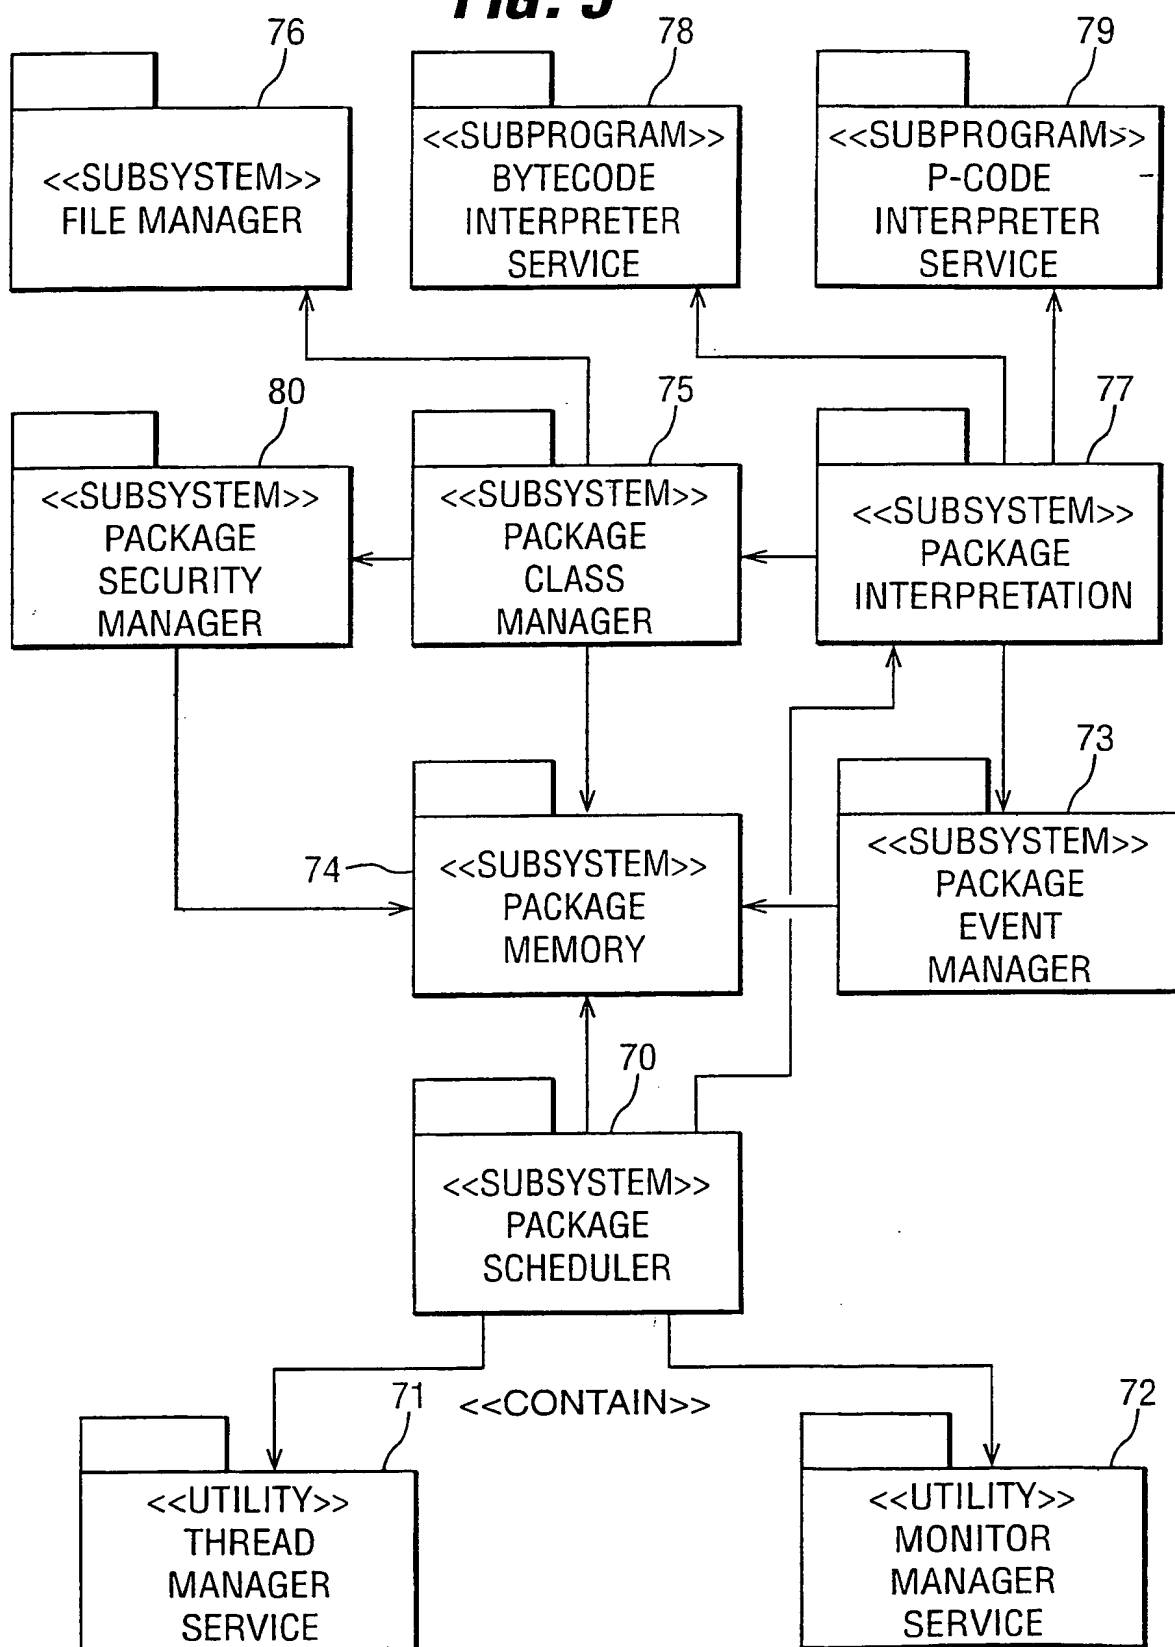 76
78
79
<<SUBSYSTEM>>
FILE MANAGER
<<SUBPROGRAM>>
BYTECODE
INTERPRETER
SERVICE
<<SUBPROGRAM>>
P-CODE
INTERPRETER
SERVICE
80
75
77
<<SUBSYSTEM>>
PACKAGE
SECURITY
MANAGER
<<SUBSYSTEM>>
PACKAGE
CLASS
MANAGER
<<SUBSYSTEM>>
PACKAGE
INTERPRETATION
73
74
<<SUBSYSTEM>>
PACKAGE
MEMORY
<<SUBSYSTEM>>
PACKAGE
EVENT
MANAGER
70
<<SUBSYSTEM>>
PACKAGE
SCHEDULER
<<CONTAIN>>
71
72
<<UTILITY>>
THREAD
MANAGER
SERVICE
<<UTILITY>>
MONITOR
MANAGER
SERVICE